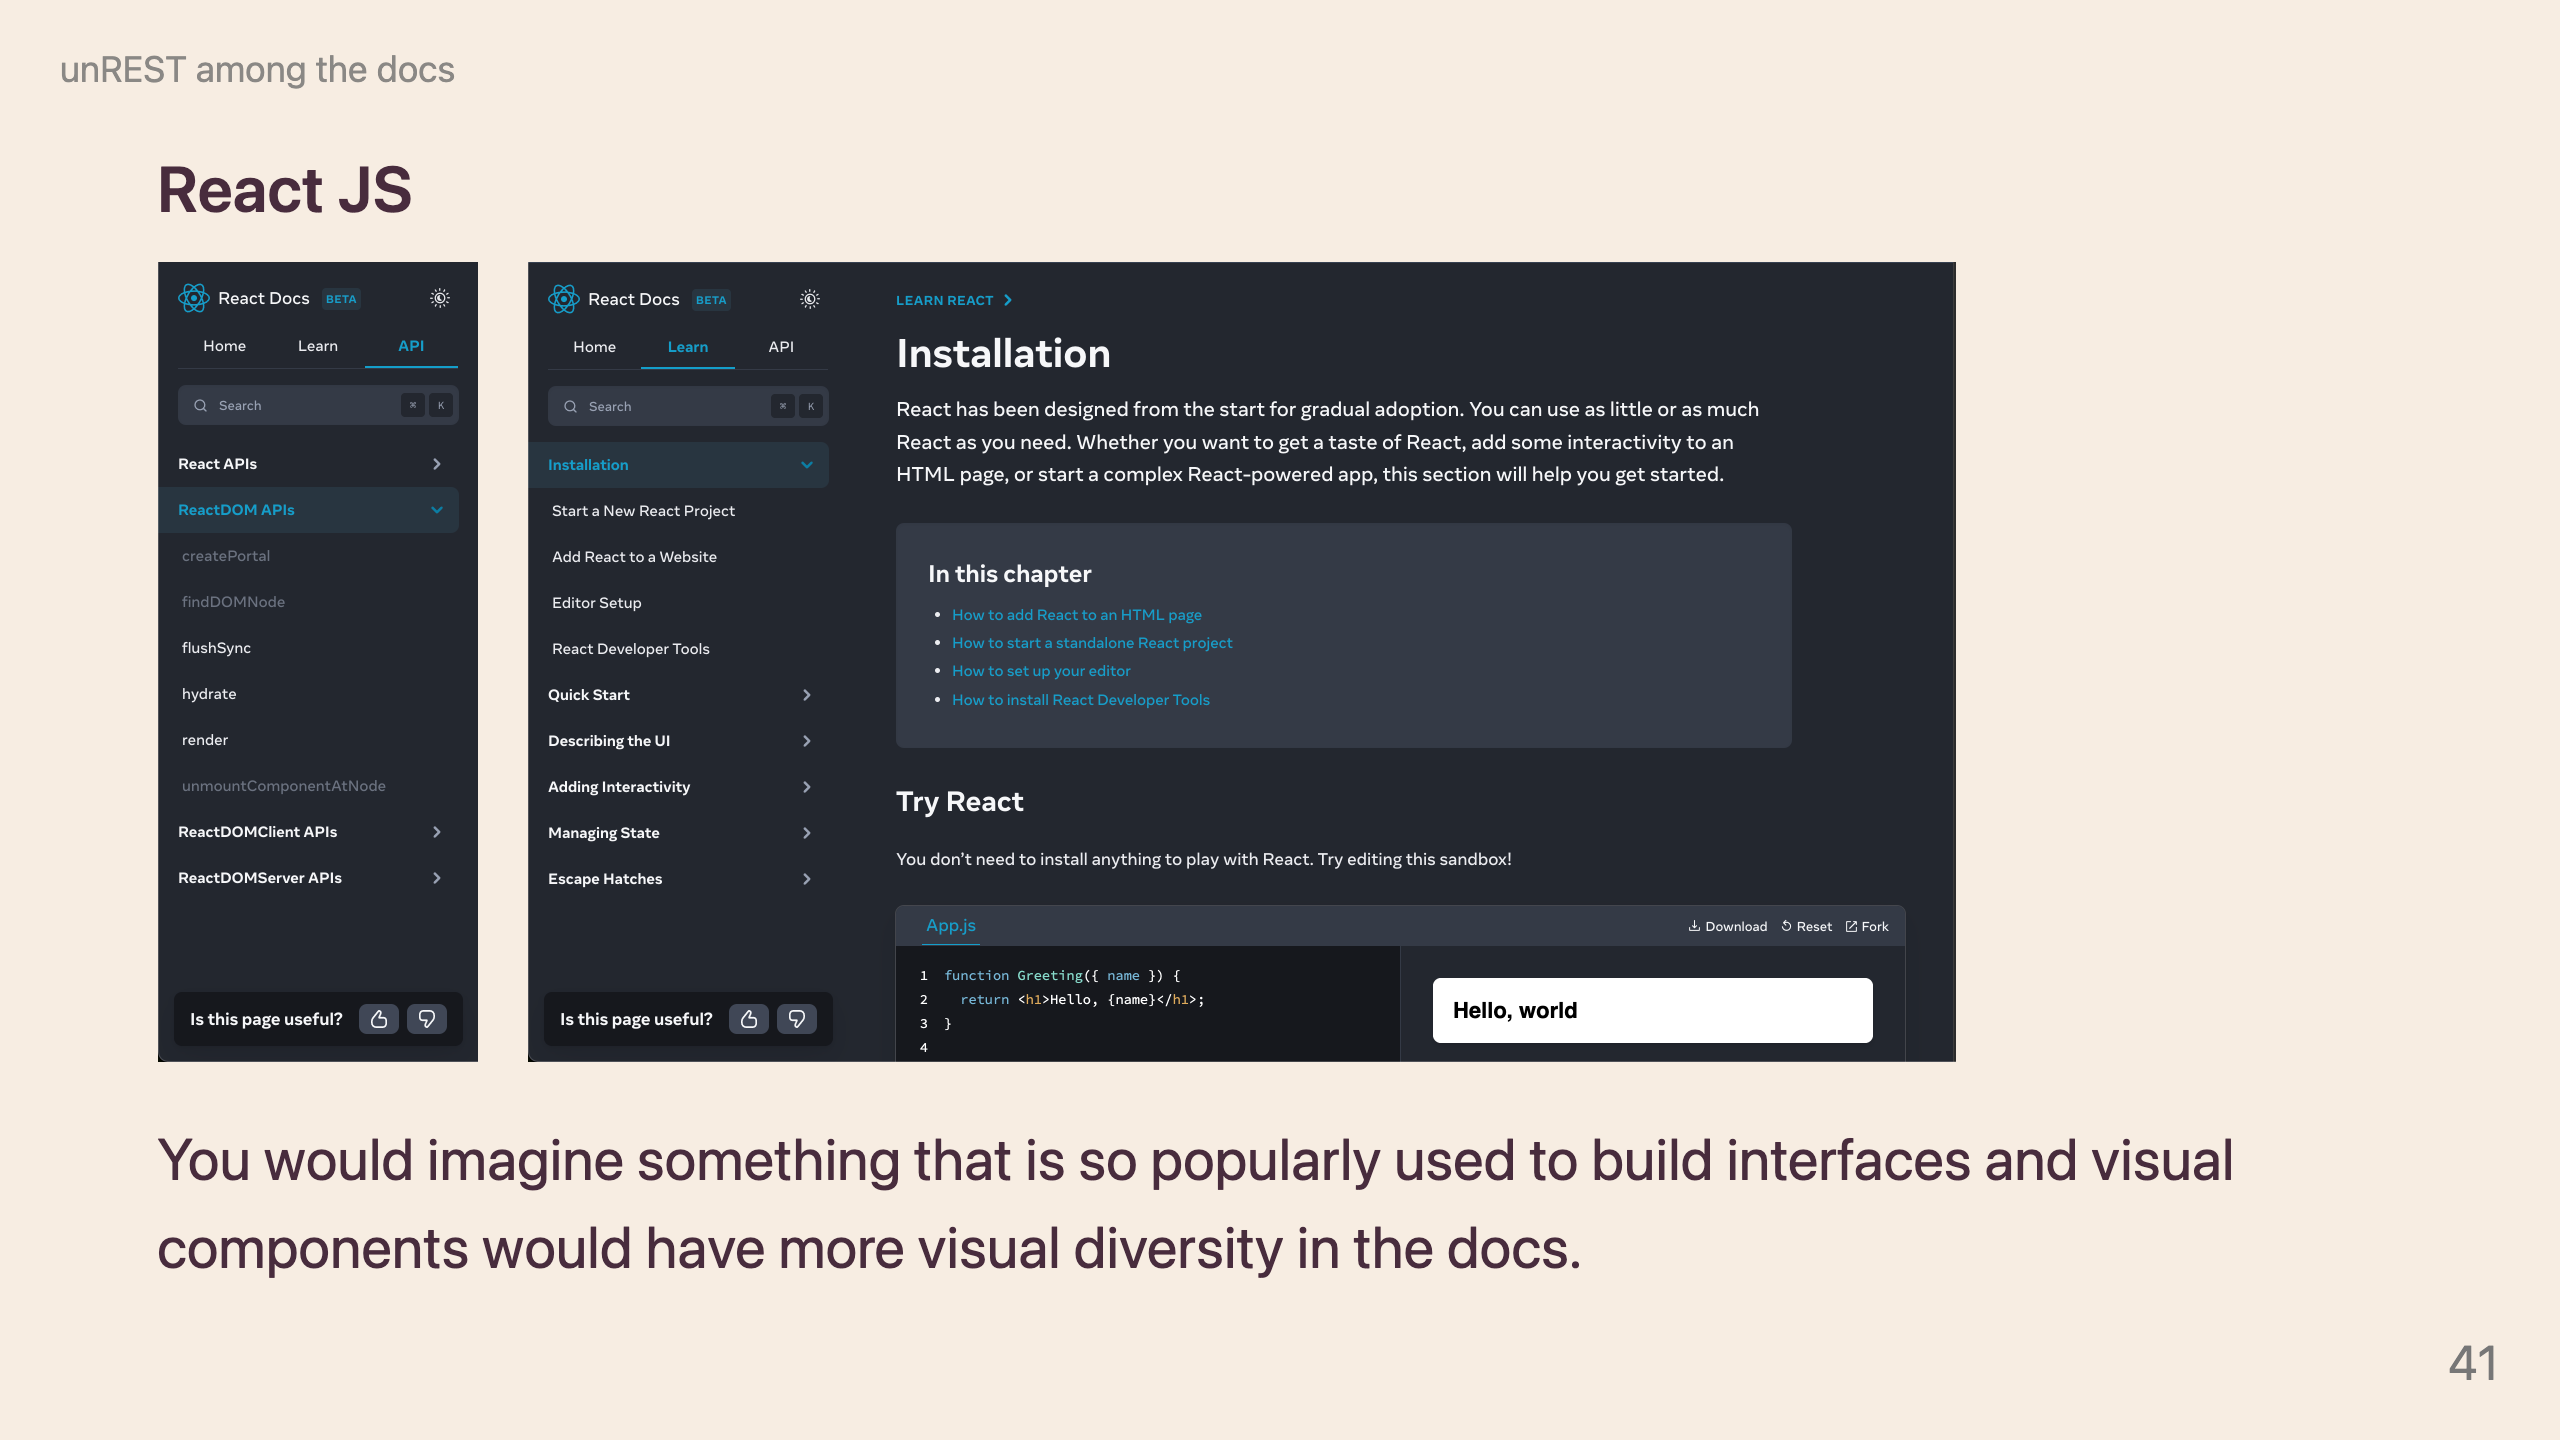 unREST among the docs
React JS
React Docs BETA
Home Learn API
Search ⌘ K
React APIs
ReactDOM APIs
createPortal
findDOMNode
flushSync
hydrate
render
unmountComponentAtNode
ReactDOMClient APIs
ReactDOMServer APIs
Is this page useful?
React Docs BETA
Home Learn API
Search ⌘ K
Installation
Start a New React Project
Add React to a Website
Editor Setup
React Developer Tools
Quick Start
Describing the UI
Adding Interactivity
Managing State
Escape Hatches
Is this page useful?
LEARN REACT
Installation
React has been designed from the start for gradual adoption. You can use as little or as much
React as you need. Whether you want to get a taste of React, add some interactivity to an
HTML page, or start a complex React-powered app, this section will help you get started.
In this chapter
• How to add React to an HTML page
• How to start a standalone React project
• How to set up your editor
• How to install React Developer Tools
Try React
You don’t need to install anything to play with React. Try editing this sandbox!
App.js Download Reset Fork
1 function Greeting({ name }) {
2 return <h1>Hello, {name}</h1>;
3 }
4
Hello, world
You would imagine something that is so popularly used to build interfaces and visual
components would have more visual diversity in the docs.
41